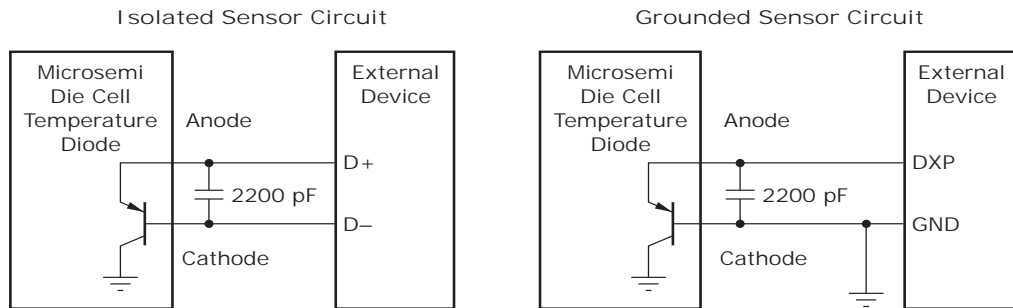 Isolated Sensor Circuit
Microsemi
Die Cell
Temperature
Diode
Anode
Cathode
2200 pF
External
Device
D+
D–
Grounded Sensor Circuit
Microsemi
Die Cell
Temperature
Diode
Anode
Cathode
2200 pF
External
Device
DXP
GND